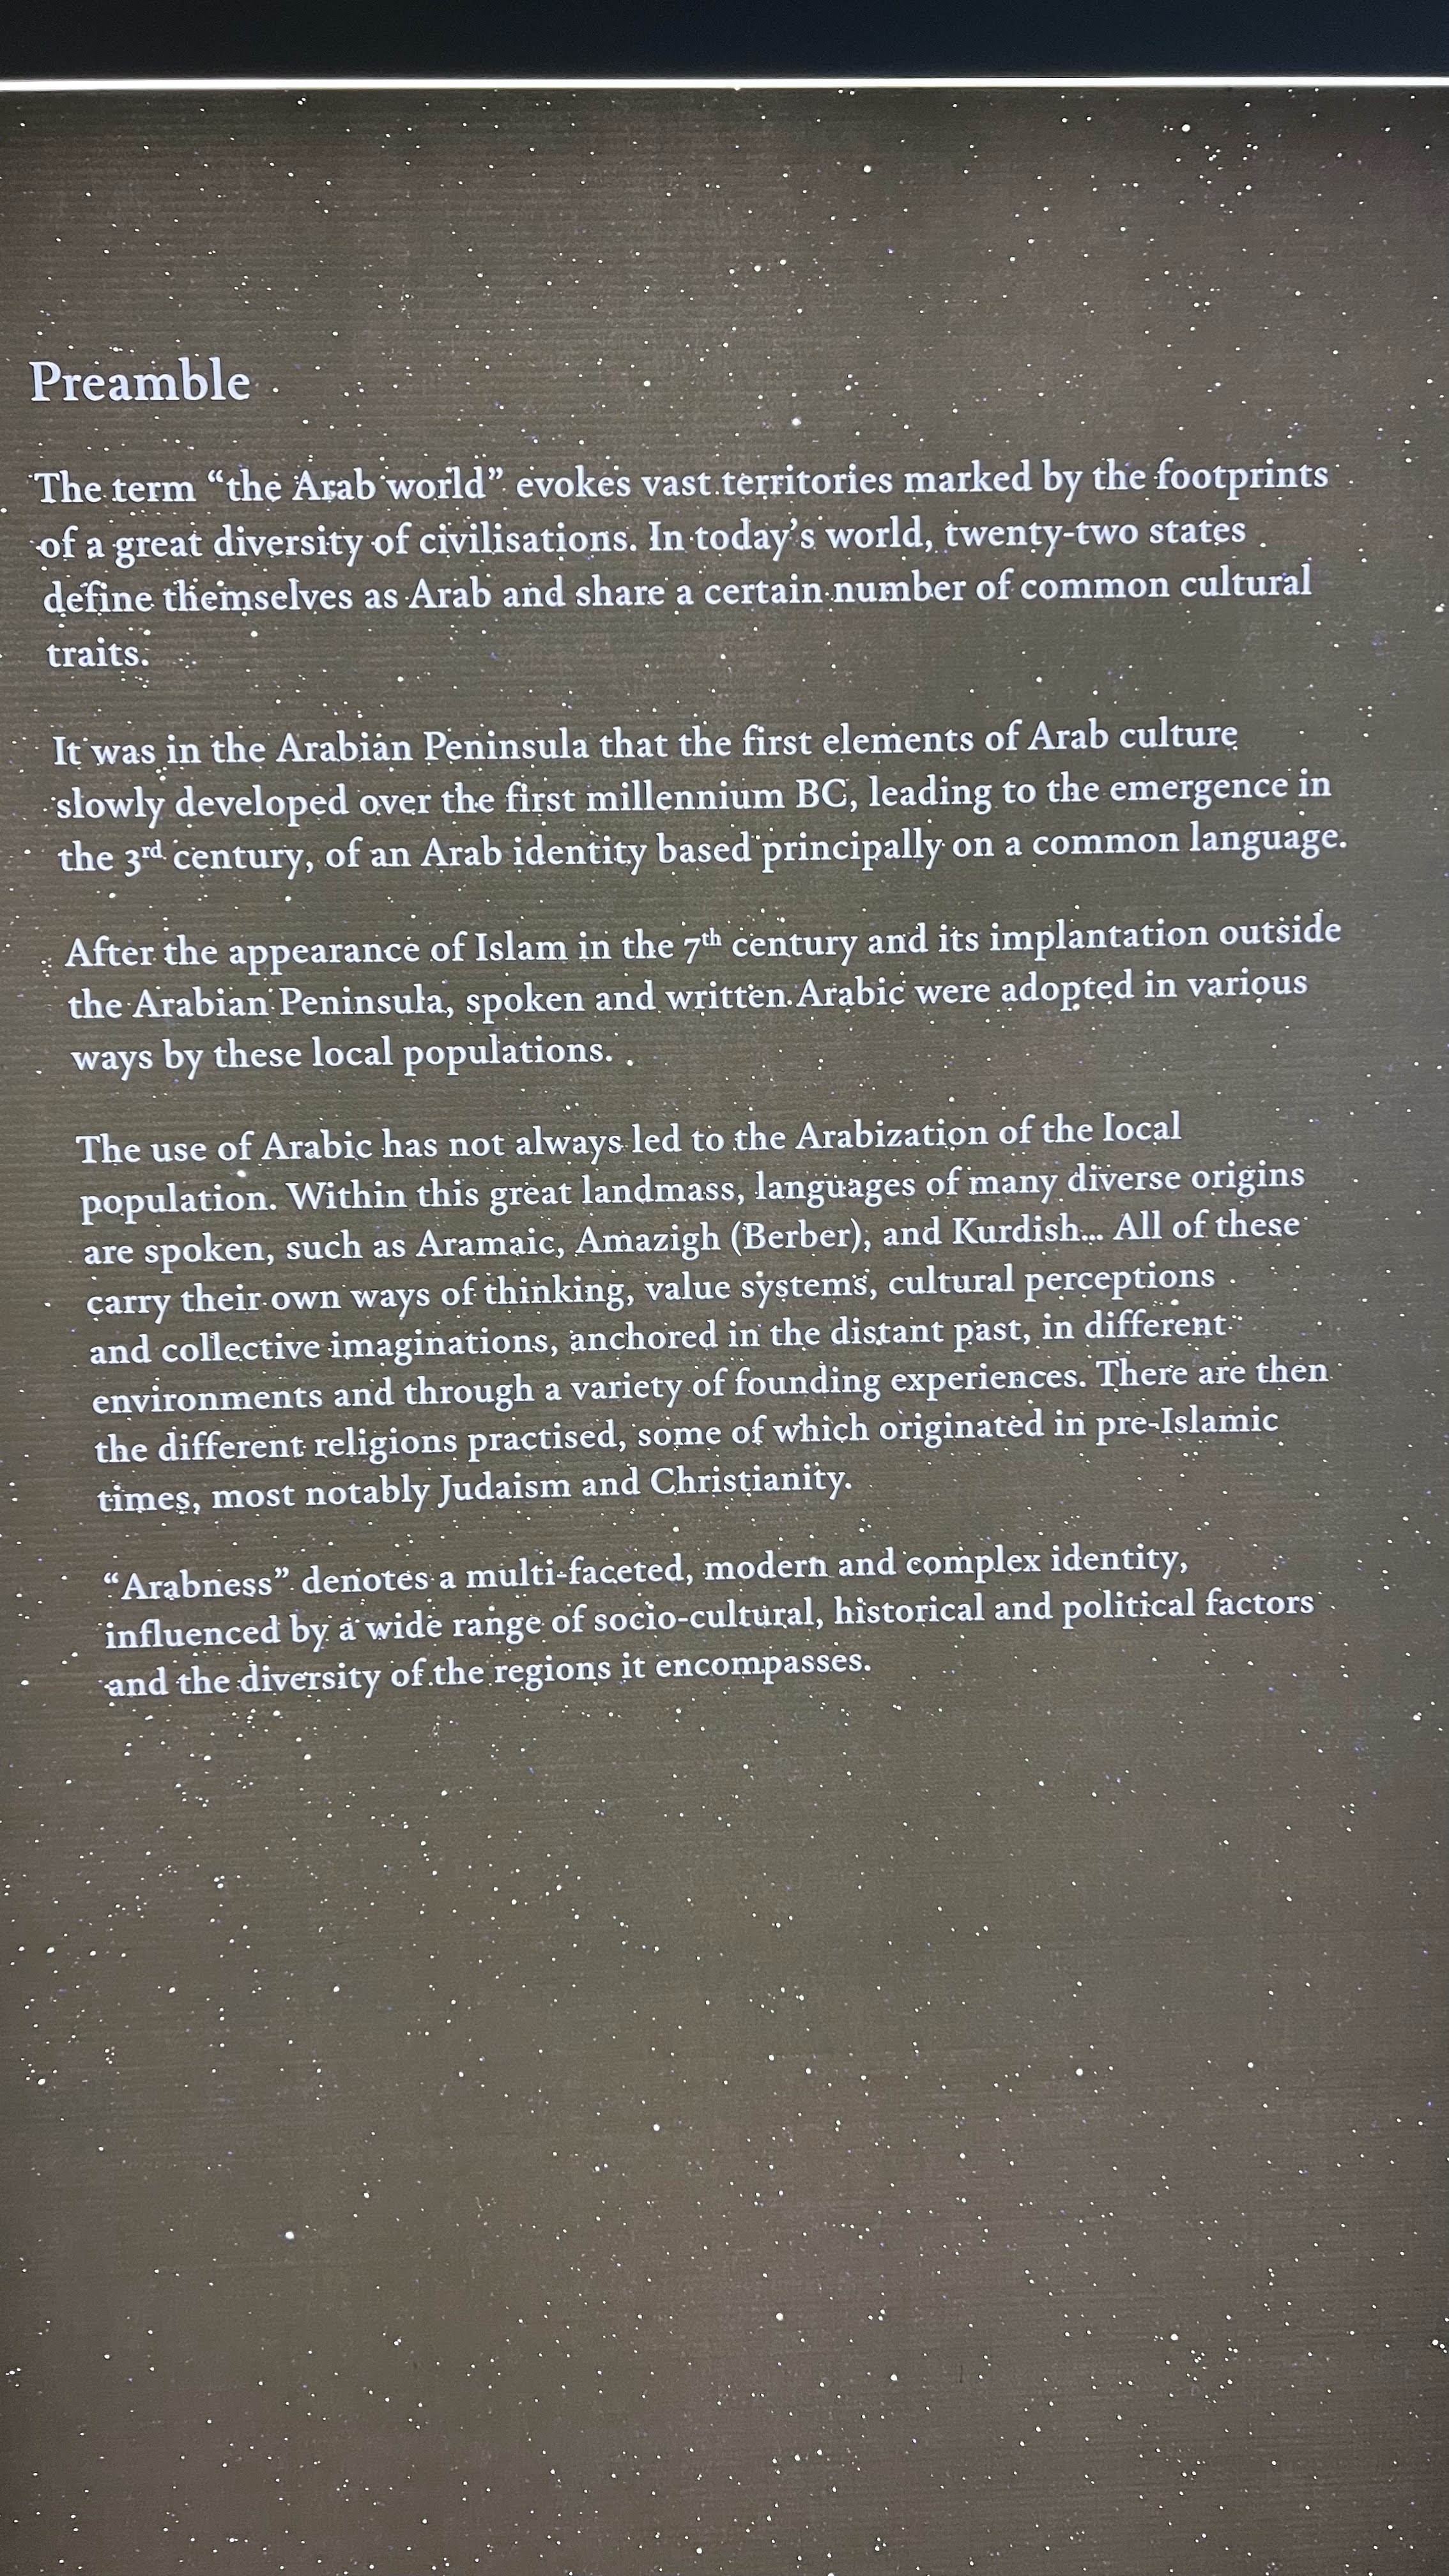 Preamble
The term “the Arab world” evokes vast territories marked by the footprints
of a great diversity of civilisations. In today’s world, twenty-two states
define themselves as Arab and share a certain number of common cultural
traits.
It was in the Arabian Peninsula that the first elements of Arab culture
slowly developed over the first millennium BC, leading to the emergence in
the 3rd century, of an Arab identity based principally on a common language.
After the appearance of Islam in the 7th century and its implantation outside
the Arabian Peninsula, spoken and written Arabic were adopted in various
ways by these local populations.
The use of Arabic has not always led to the Arabization of the local
population. Within this great landmass, languages of many diverse origins
are spoken, such as Aramaic, Amazigh (Berber), and Kurdish... All of these
carry their own ways of thinking, value systems, cultural perceptions
and collective imaginations, anchored in the distant past, in different
environments and through a variety of founding experiences. There are then
the different religions practised, some of which originated in pre-Islamic
times, most notably Judaism and Christianity.
“Arabness” denotes a multi-faceted, modern and complex identity,
influenced by a wide range of socio-cultural, historical and political factors
and the diversity of the regions it encompasses.